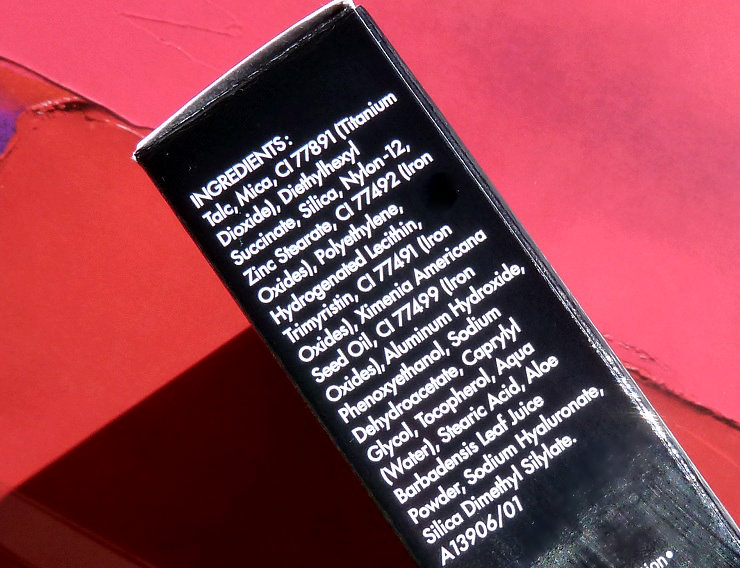 INGREDIENTS:
Talc, Mica, CI 77891 (Titanium
Dioxide), Diethylhexyl
Succinate, Silica, Nylon-12,
Zinc Stearate, CI 77492 (Iron
Oxides), Polyethylene,
Hydrogenated Lecithin,
Trimyristin, CI 77491 (Iron
Oxides), Ximenia Americana
Seed Oil, CI 77499 (Iron
Oxides), Aluminum Hydroxide,
Phenoxyethanol, Sodium
Dehydroacetate, Caprylyl
Glycol, Tocopherol, Aqua
(Water), Stearic Acid, Aloe
Barbadensis Leaf Juice
Powder, Sodium Hyaluronate,
Silica Dimethyl Silylate.
A13906/01